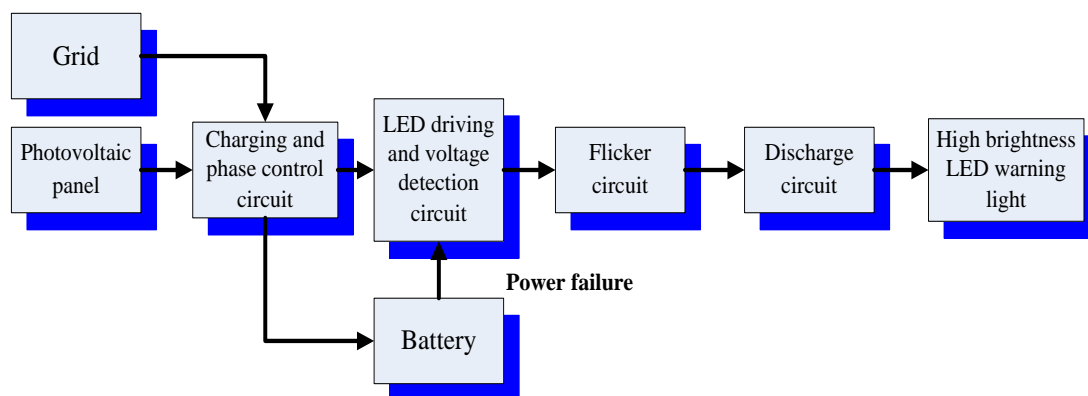 Grid
Photovoltaic
panel
Charging and
phase control
circuit
LED driving
and voltage
detection
circuit
Flicker
circuit
Discharge
circuit
High brightness
LED warning
light
Power failure
Battery